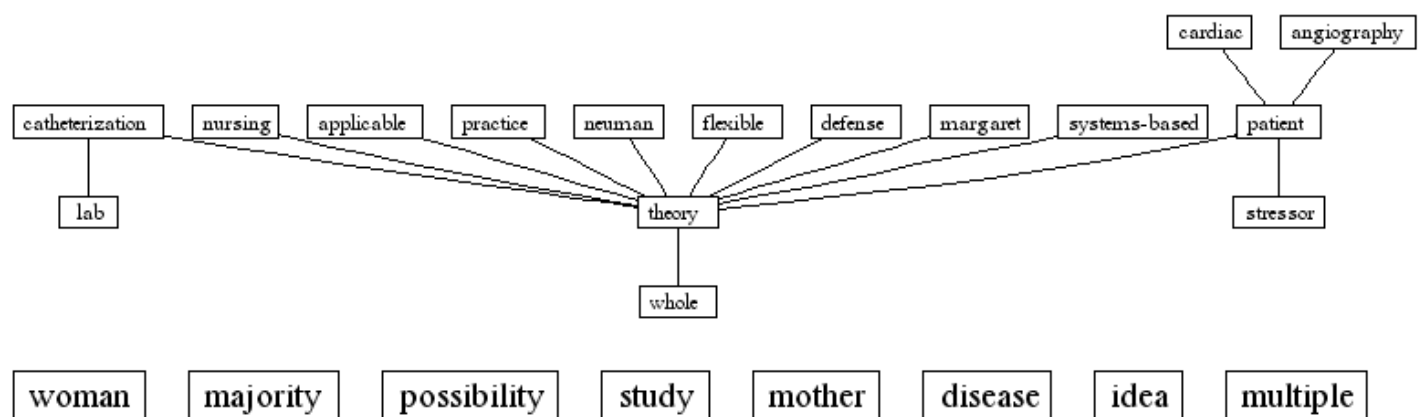 cardiac angiography
catheterization nursing applicable practice neuman flexible defense margaret systems-based patient
lab theory stressor
whole
woman majority possibility study mother disease idea multiple